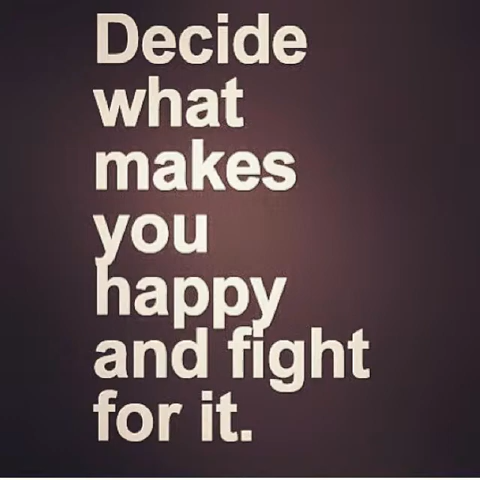 Decide
what
makes
you
happy
and fight
for it.